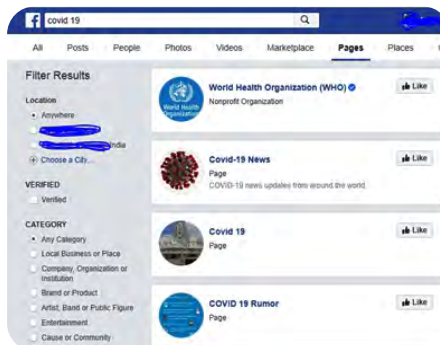 f covid 19
All Posts People Photos Videos Marketplace Pages Places
Filter Results
Location
Anywhere
India
Choose a City...
VERIFIED
Verified
CATEGORY
Any Category
Local Business or Place
Company, Organization or
Institution
Brand or Product
Artist, Band or Public Figure
Entertainment
Cause or Community
World Health
Organization
World Health Organization (WHO)
Nonprofit Organization
Like
Covid-19 News
Page
COVID-19 news updates from around the world
Like
Covid 19
Page
Like
COVID 19 Rumor
Page
Like